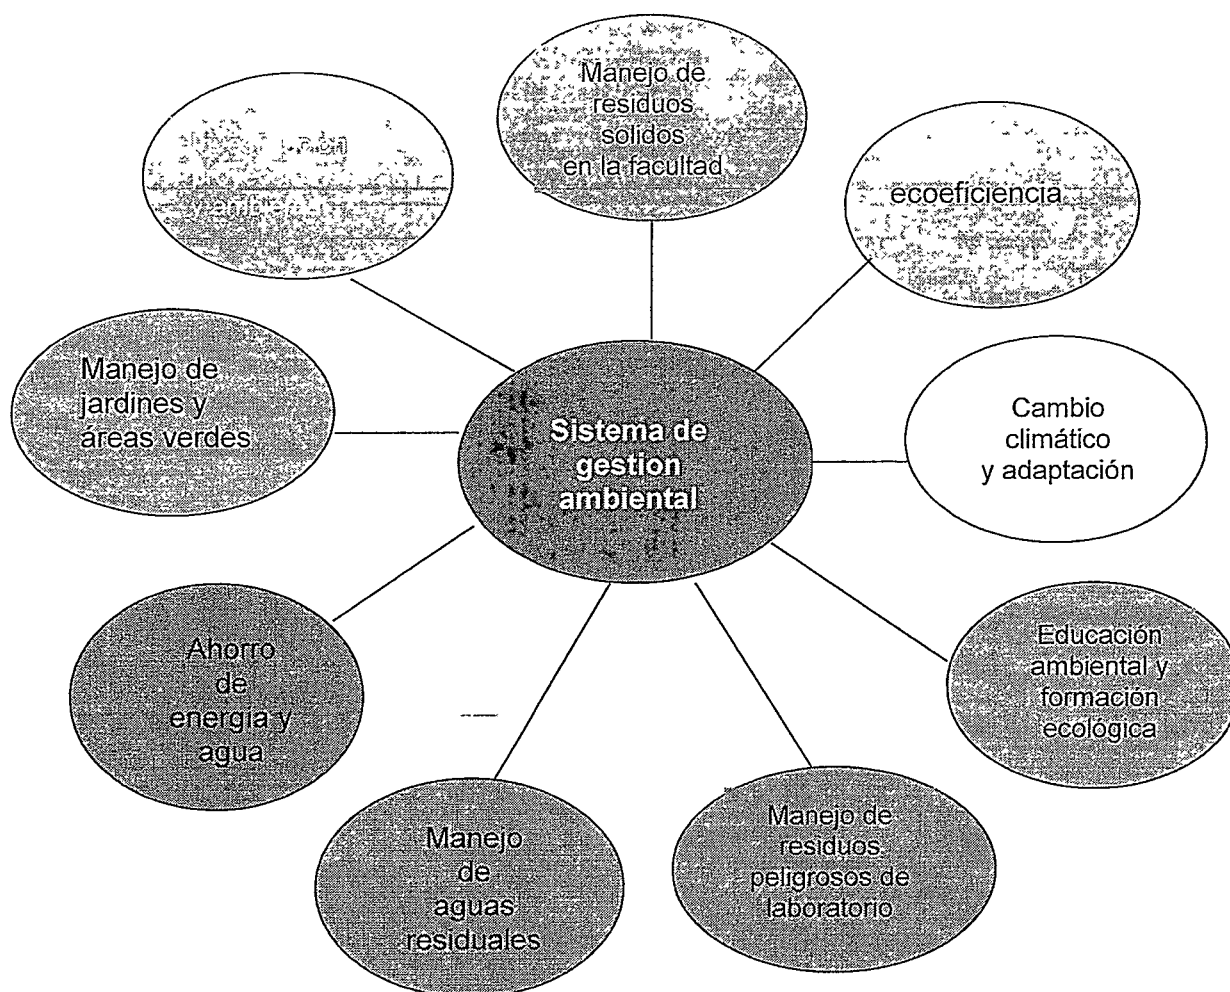 Manejo de
residuos
solidos
en la facultad
ecoeficiencia
Cambio
climático
y adaptación
Educación
ambiental y
formación
ecológica
Manejo de
residuos
peligrosos de
laboratorio
Manejo
de
aguas
residuales
Ahorro
de
energía y
agua
Manejo de
jardines y
áreas verdes
Sistema de
gestion
ambiental